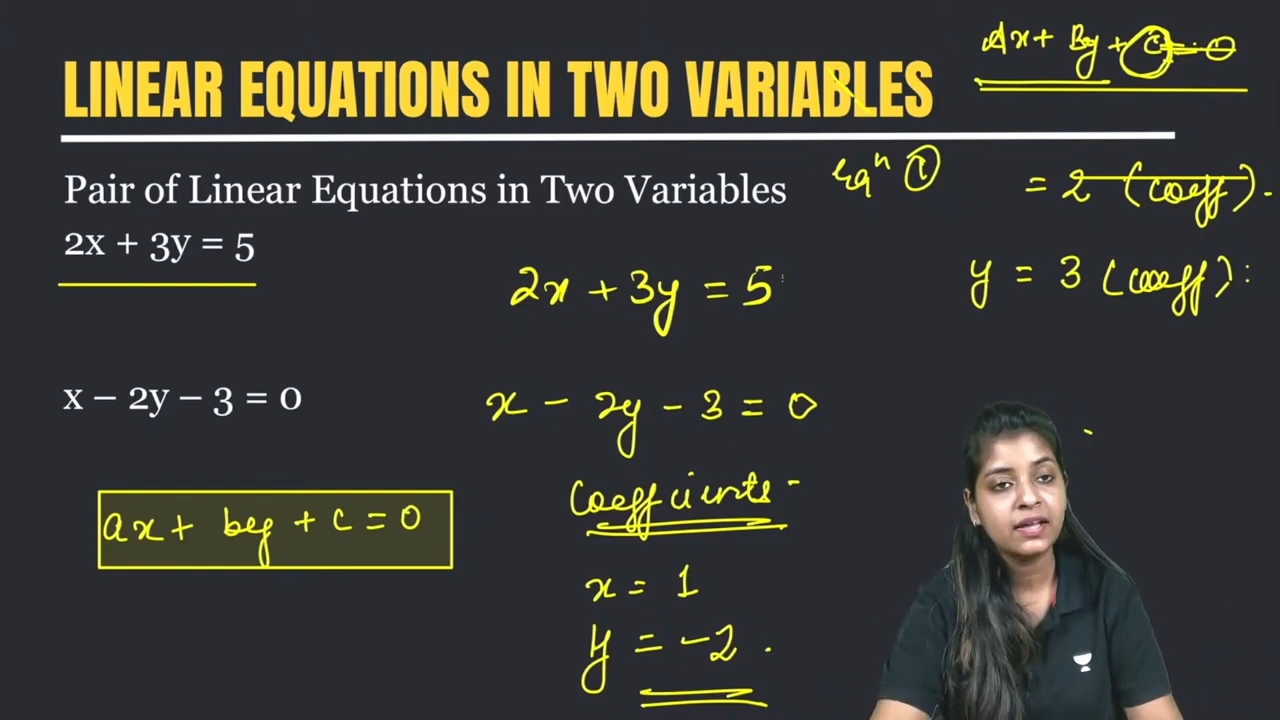 Ax + By + C = 0
LINEAR EQUATIONS IN TWO VARIABLES
Pair of Linear Equations in Two Variables
Eqⁿ ①
= 2 (coeff).
2x + 3y = 5
2x + 3y = 5
y = 3 (coeff):
x – 2y – 3 = 0
x - 2y - 3 = 0
Coefficients -
ax + by + c = 0
x = 1
y = -2 .